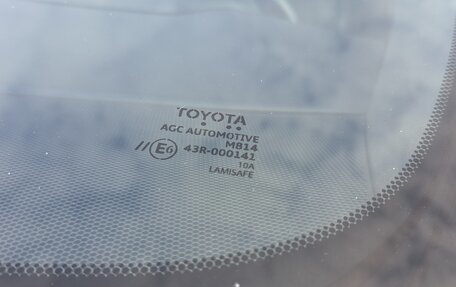 TOYOTA
AGC AUTOMOTIVE
M814
//E6 43R-000141
10A
LAMISAFE